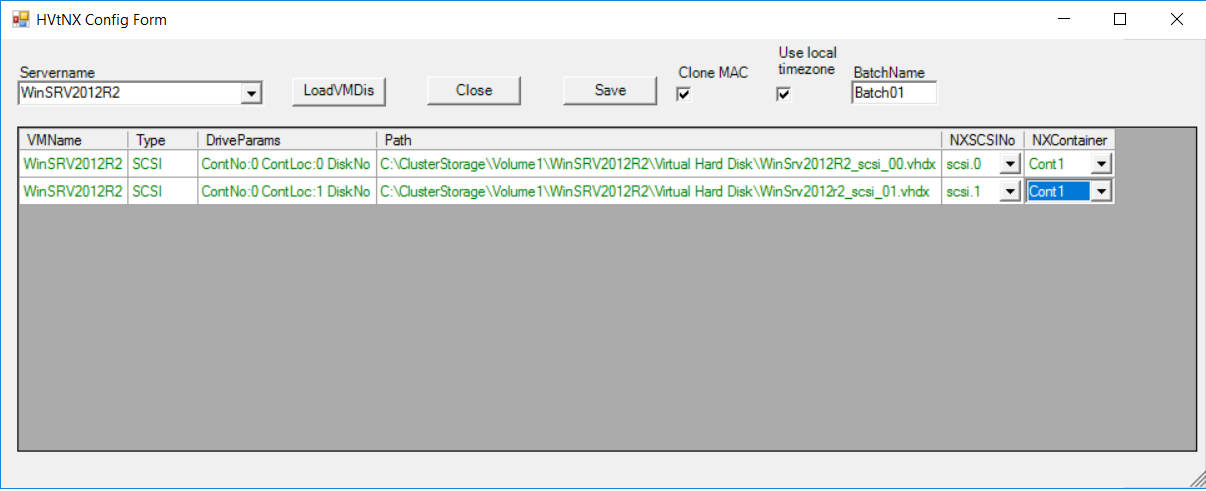 HVtNX Config Form
Servername
WinSRV2012R2
LoadVMDis
Close
Save
Clone MAC
Use local
timezone
BatchName
Batch01
VMName Type DriveParams Path NXSCSINo NXContainer
WinSRV2012R2 SCSI ContNo:0 ContLoc:0 DiskNo C:\ClusterStorage\Volume1\WinSRV2012R2\Virtual Hard Disk\WinSrv2012R2_scsi_00.vhdx scsi.0 Cont1
WinSRV2012R2 SCSI ContNo:0 ContLoc:1 DiskNo C:\ClusterStorage\Volume1\WinSRV2012R2\Virtual Hard Disk\WinSrv2012r2_scsi_01.vhdx scsi.1 Cont1